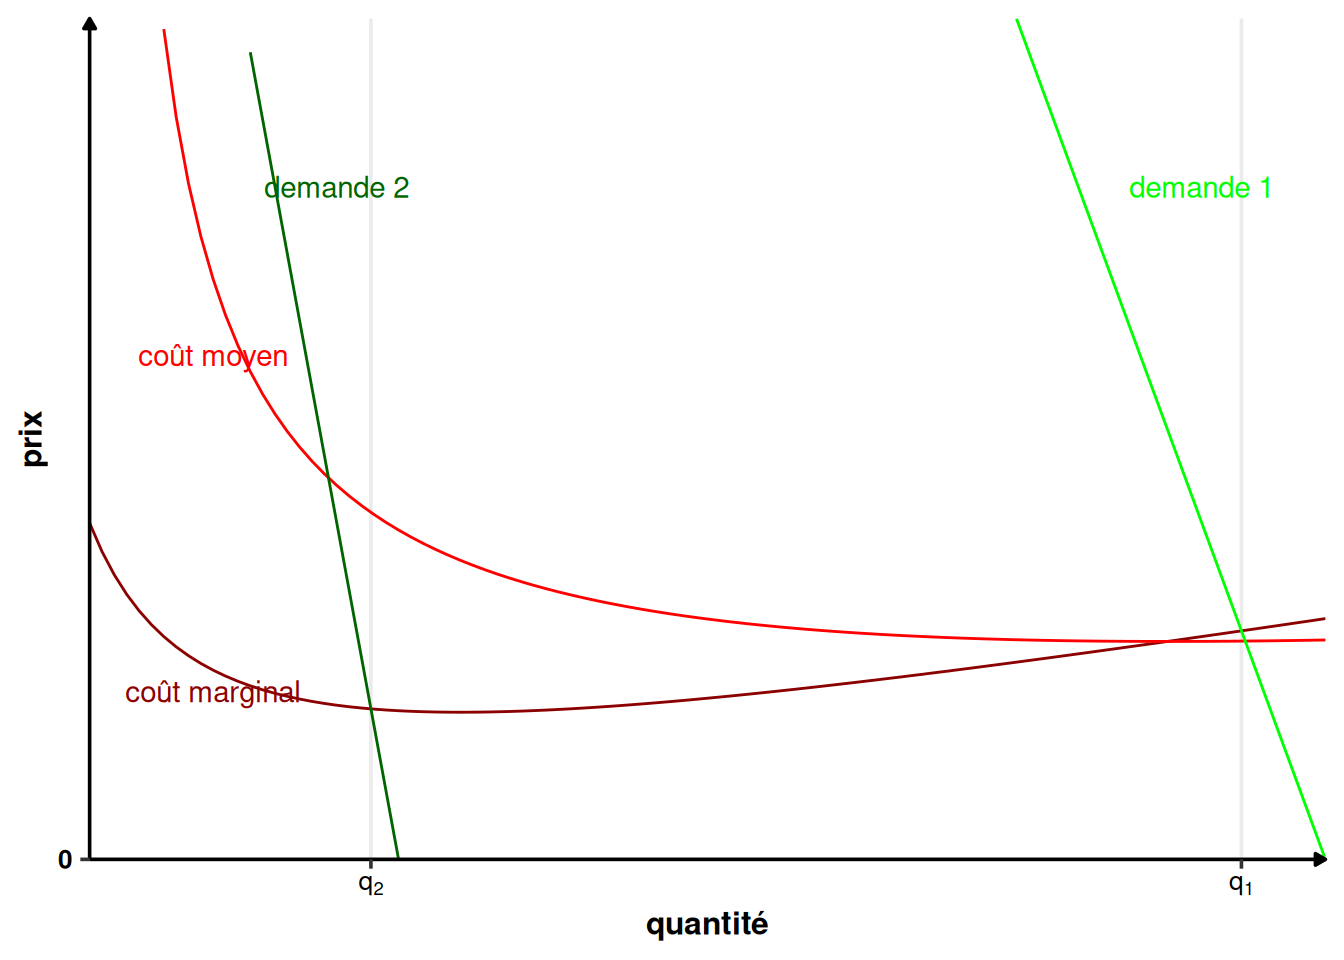 demande 2
demande 1
coût moyen
prix
coût marginal
0
q₂
q₁
quantité